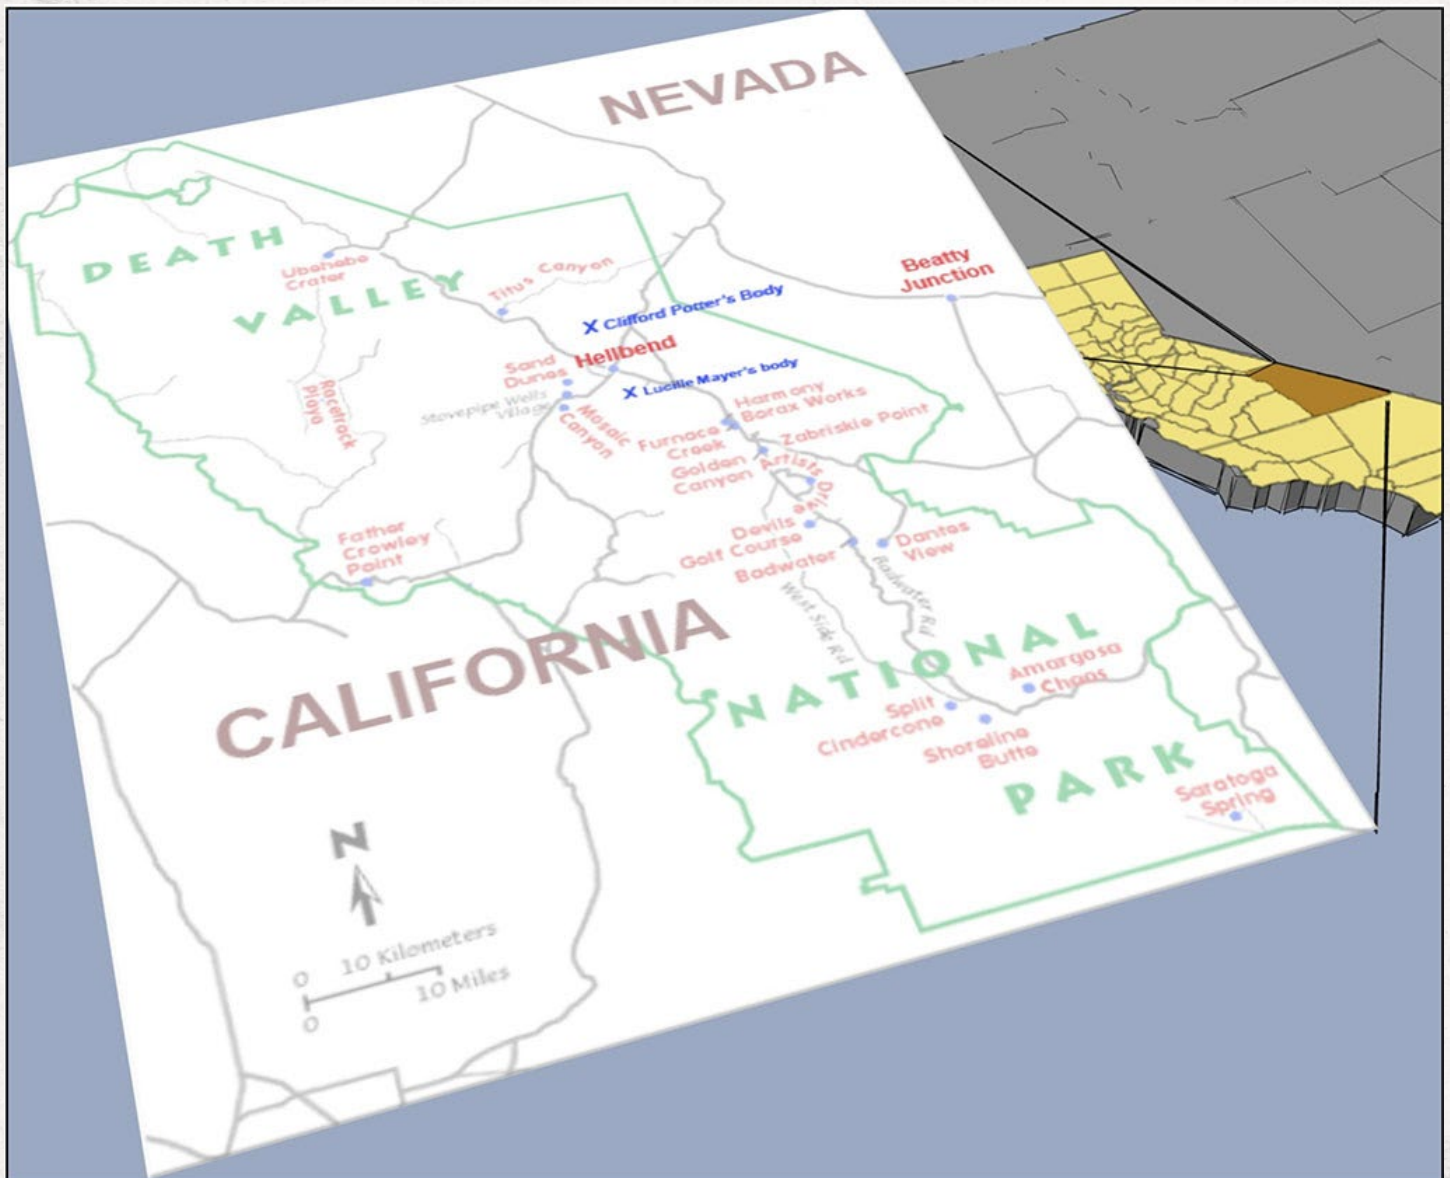 NEVADA
DEATH
VALLEY
Ubehebe
Crater
Titus Canyon
Beatty
Junction
X Clifford Potter's Body
Hellbend
Sand
Dunes
X Lucille Mayer's body
Stovepipe Wells
Village
Mosaic
Canyon
Racetrack
Playa
Harmony
Borax Works
Furnace
Creek
Zabriskie Point
Golden
Canyon
Artists
Drive
Devils
Golf Course
Dantes
View
Badwater
Badwater Rd
West Side Rd
Father
Crowley
Point
CALIFORNIA
NATIONAL
PARK
Amargosa
Chaos
Split
Cindercone
Shoreline
Butte
Saratoga
Spring
N
0 10 Kilometers
0 10 Miles